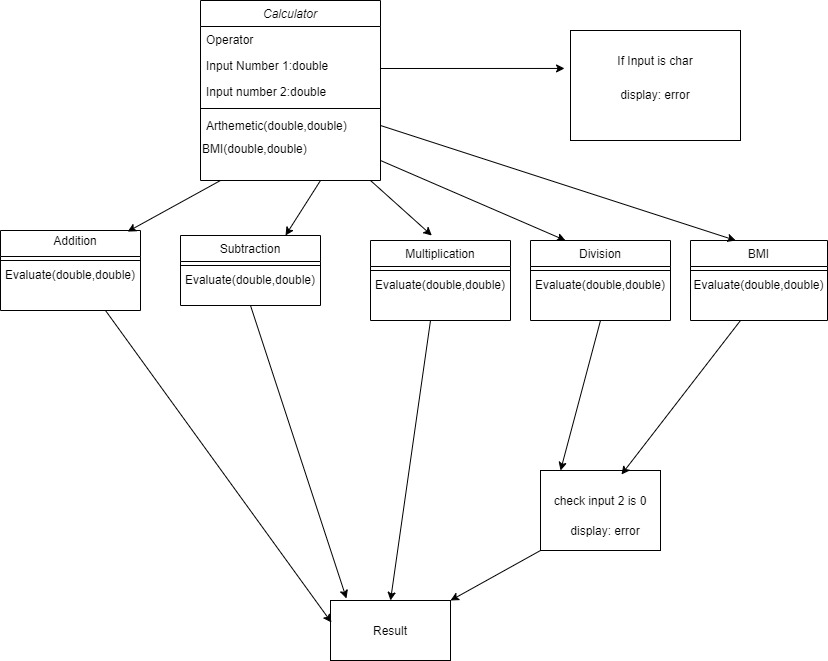 Calculator
Operator
Input Number 1:double
Input number 2:double
Arthemetic(double,double)
BMI(double,double)
If Input is char
display: error
Addition
Evaluate(double,double)
Subtraction
Evaluate(double,double)
Multiplication
Evaluate(double,double)
Division
Evaluate(double,double)
BMI
Evaluate(double,double)
check input 2 is 0
display: error
Result